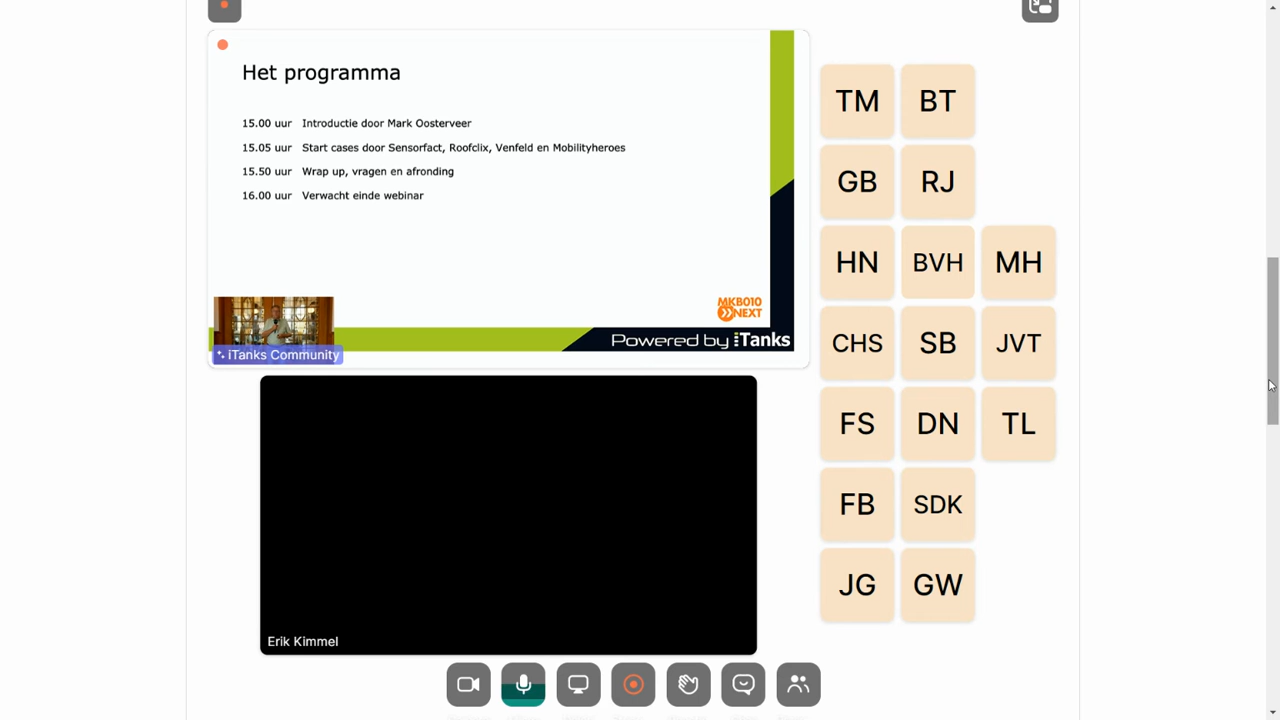 Het programma
15.00 uur Introductie door Mark Oosterveer
15.05 uur Start cases door Sensorfact, Roofclix, Venfeld en Mobilityheroes
15.50 uur Wrap up, vragen en afronding
16.00 uur Verwacht einde webinar
MKB010
NEXT
Powered by iTanks
iTanks Community
TM BT
GB RJ
HN BVH MH
CHS SB JVT
FS DN TL
FB SDK
JG GW
Erik Kimmel